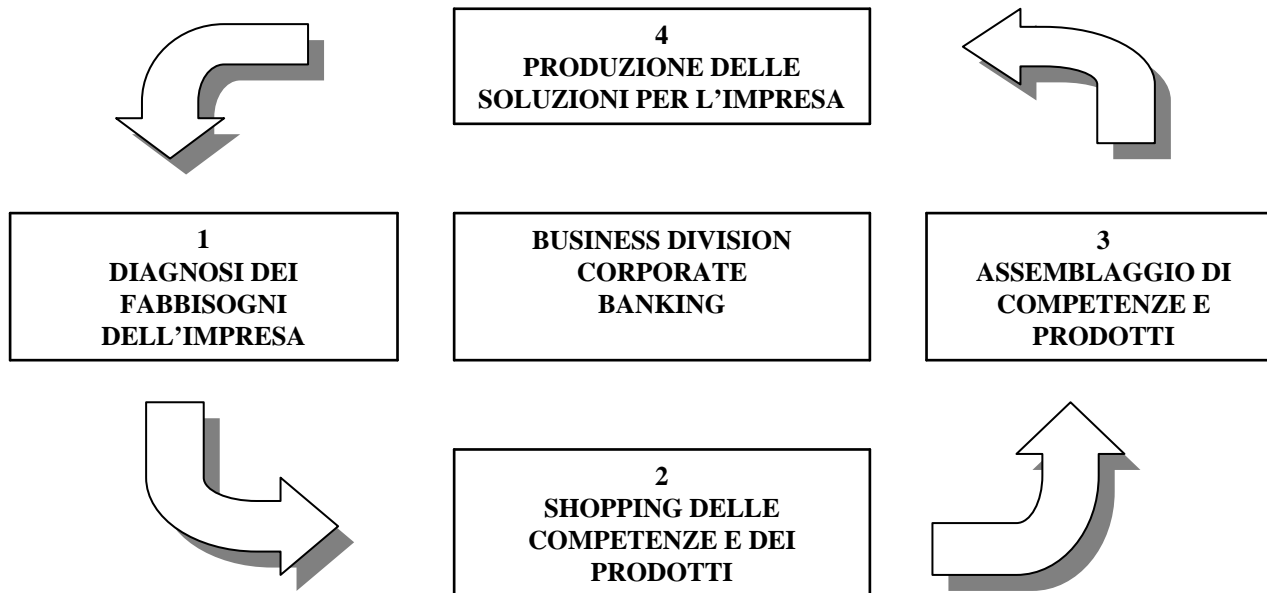 4
PRODUZIONE DELLE
SOLUZIONI PER L’IMPRESA
1
DIAGNOSI DEI
FABBISOGNI
DELL’IMPRESA
BUSINESS DIVISION
CORPORATE
BANKING
3
ASSEMBLAGGIO DI
COMPETENZE E
PRODOTTI
2
SHOPPING DELLE
COMPETENZE E DEI
PRODOTTI